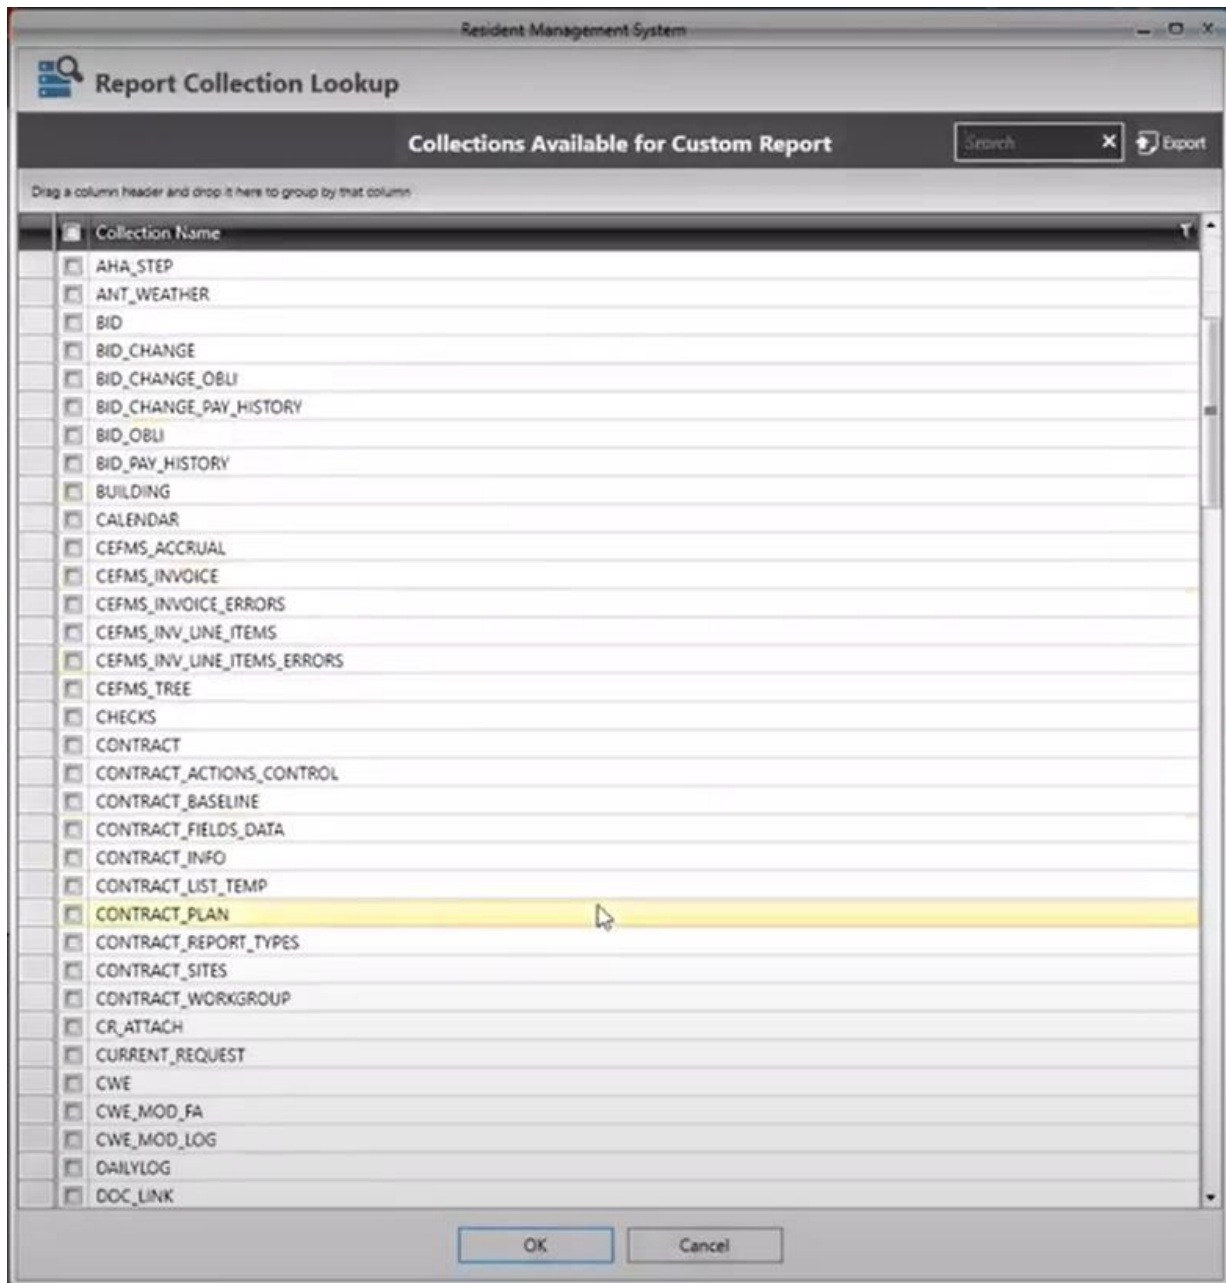 Resident Management System
Report Collection Lookup
Collections Available for Custom Report
Search
Export
Drag a column header and drop it here to group by that column
Collection Name
AHA_STEP
ANT_WEATHER
BID
BID_CHANGE
BID_CHANGE_OBLI
BID_CHANGE_PAY_HISTORY
BID_OBLI
BID_PAY_HISTORY
BUILDING
CALENDAR
CEFMS_ACCRUAL
CEFMS_INVOICE
CEFMS_INVOICE_ERRORS
CEFMS_INV_LINE_ITEMS
CEFMS_INV_LINE_ITEMS_ERRORS
CEFMS_TREE
CHECKS
CONTRACT
CONTRACT_ACTIONS_CONTROL
CONTRACT_BASELINE
CONTRACT_FIELDS_DATA
CONTRACT_INFO
CONTRACT_LIST_TEMP
CONTRACT_PLAN
CONTRACT_REPORT_TYPES
CONTRACT_SITES
CONTRACT_WORKGROUP
CR_ATTACH
CURRENT_REQUEST
CWE
CWE_MOD_FA
CWE_MOD_LOG
DAILYLOG
DOC_LINK
OK
Cancel